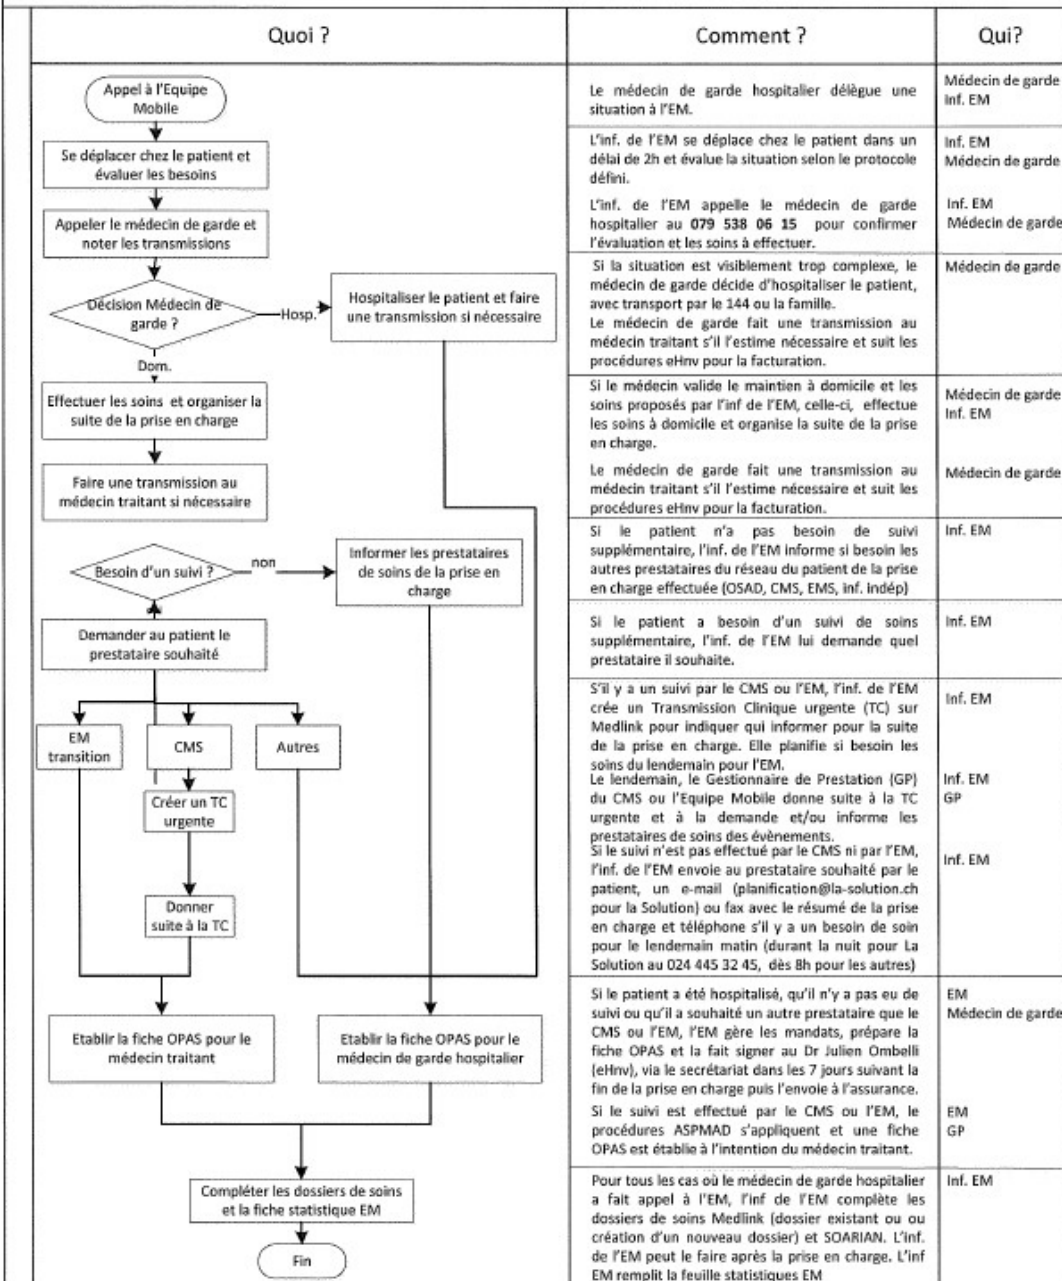 Quoi ?
Comment ?
Qui?
Appel à l'Equipe
Mobile
Le médecin de garde hospitalier délègue une
situation à l'EM.
Médecin de garde
Inf. EM
Se déplacer chez le patient et
évaluer les besoins
L'inf. de l'EM se déplace chez le patient dans un
délai de 2h et évalue la situation selon le protocole
défini.
Inf. EM
Médecin de garde
Appeler le médecin de garde et
noter les transmissions
L'inf. de l'EM appelle le médecin de garde
hospitalier au 079 538 06 15 pour confirmer
l'évaluation et les soins à effectuer.
Inf. EM
Médecin de garde
Décision Médecin de
garde ?
Hosp.
Hospitaliser le patient et faire
une transmission si nécessaire
Dom.
Si la situation est visiblement trop complexe, le
médecin de garde décide d'hospitaliser le patient,
avec transport par le 144 ou la famille.
Le médecin de garde fait une transmission au
médecin traitant s'il l'estime nécessaire et suit les
procédures eHnv pour la facturation.
Médecin de garde
Effectuer les soins et organiser la
suite de la prise en charge
Si le médecin valide le maintien à domicile et les
soins proposés par l'inf de l'EM, celle-ci, effectue
les soins à domicile et organise la suite de la prise
en charge.
Médecin de garde
Inf. EM
Faire une transmission au
médecin traitant si nécessaire
Le médecin de garde fait une transmission au
médecin traitant s'il l'estime nécessaire et suit les
procédures eHnv pour la facturation.
Médecin de garde
Besoin d'un suivi ?
non
Informer les prestataires
de soins de la prise en
charge
Si le patient n'a pas besoin de suivi
supplémentaire, l'inf. de l'EM informe si besoin les
autres prestataires du réseau du patient de la prise
en charge effectuée (OSAD, CMS, EMS, inf. indép)
Inf. EM
Demander au patient le
prestataire souhaité
Si le patient a besoin d'un suivi de soins
supplémentaire, l'inf. de l'EM lui demande quel
prestataire il souhaite.
Inf. EM
EM
transition
CMS
Autres
Créer un TC
urgente
Donner
suite à la TC
S'il y a un suivi par le CMS ou l'EM, l'inf. de l'EM
crée un Transmission Clinique urgente (TC) sur
Medlink pour indiquer qui informer pour la suite
de la prise en charge. Elle planifie si besoin les
soins du lendemain pour l'EM.
Inf. EM
Le lendemain, le Gestionnaire de Prestation (GP)
du CMS ou l'Equipe Mobile donne suite à la TC
urgente et à la demande et/ou informe les
prestataires de soins des évènements.
Inf. EM
GP
Si le suivi n'est pas effectué par le CMS ni par l'EM,
l'inf. de l'EM envoie au prestataire souhaité par le
patient, un e-mail (planification@la-solution.ch
pour la Solution) ou fax avec le résumé de la prise
en charge et téléphone s'il y a un besoin de soin
pour le lendemain matin (durant la nuit pour La
Solution au 024 445 32 45, dès 8h pour les autres)
Inf. EM
Etablir la fiche OPAS pour le
médecin traitant
Etablir la fiche OPAS pour le
médecin de garde hospitalier
Si le patient a été hospitalisé, qu'il n'y a pas eu de
suivi ou qu'il a souhaité un autre prestataire que le
CMS ou l'EM, l'EM gère les mandats, prépare la
fiche OPAS et la fait signer au Dr Julien Ombelli
(eHnv), via le secrétariat dans les 7 jours suivant la
fin de la prise en charge puis l'envoie à l'assurance.
EM
Médecin de garde
Si le suivi est effectué par le CMS ou l'EM, le
procédures ASPMAD s'appliquent et une fiche
OPAS est établie à l'intention du médecin traitant.
EM
GP
Compléter les dossiers de soins
et la fiche statistique EM
Fin
Pour tous les cas où le médecin de garde hospitalier
a fait appel à l'EM, l'inf de l'EM complète les
dossiers de soins Medlink (dossier existant ou ou
création d'un nouveau dossier) et SOARIAN. L'inf.
de l'EM peut le faire après la prise en charge. L'inf
EM remplit la feuille statistiques EM
Inf. EM